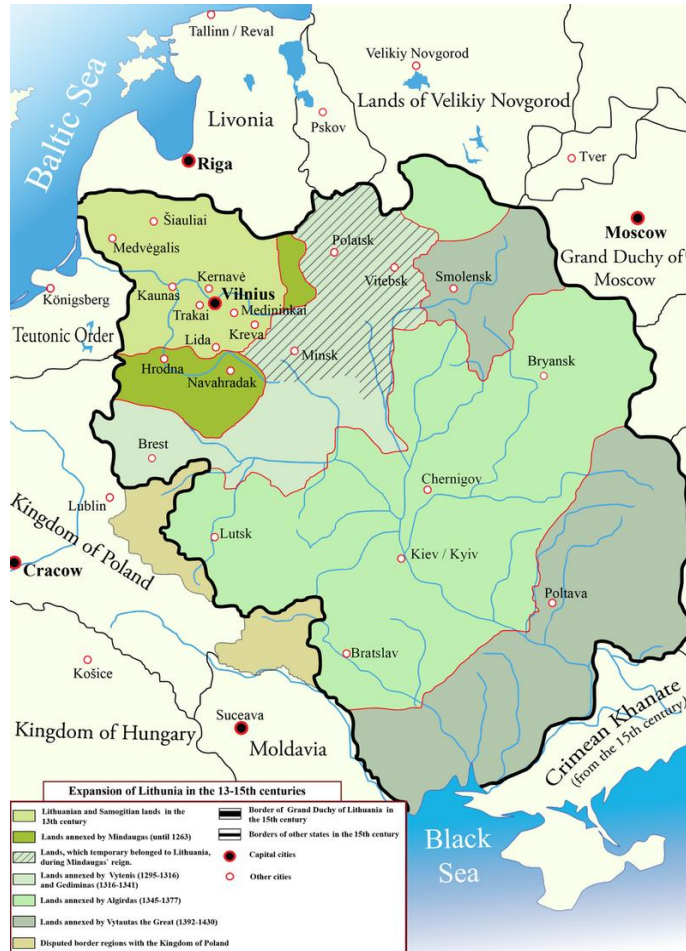 Tallinn / Reval
Velikiy Novgorod
Baltic Sea
Lands of Velikiy Novgorod
Livonia
Pskov
Riga
Tver
Šiauliai
Moscow
Medvėgalis
Polatsk
Grand Duchy of
Moscow
Kernavė
Vitebsk
Smolensk
Königsberg
Kaunas
Vilnius
Trakai
Medininkai
Teutonic Order
Kreva
Lida
Minsk
Hrodna
Bryansk
Navahradak
Brest
Chernigov
Lublin
Kingdom of Poland
Lutsk
Kiev / Kyiv
Cracow
Poltava
Bratslav
Košice
Suceava
Kingdom of Hungary
Moldavia
Crimean Khanate
(from the 15th century)
Expansion of Lithunia in the 13-15th centuries
Lithuanian and Samogitian lands in the
13th century
Lands annexed by Mindaugas (until 1263)
Lands, which temporary belonged to Lithuania,
during Mindaugas` reign.
Lands annexed by Vytenis (1295-1316)
and Gediminas (1316-1341)
Lands annexed by Algirdas (1345-1377)
Lands annexed by Vytautas the Great (1392-1430)
Disputed border regions with the Kingdom of Poland
Border of Grand Duchy of Lithuania in
the 15th century
Borders of other states in the 15th century
Capital cities
Other cities
Black
Sea